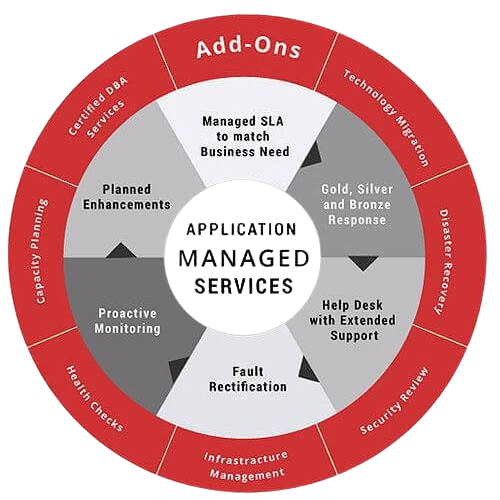 Add-Ons
Technology Migration
Disaster Recovery
Security Review
Infrastracture
Management
Health Checks
Capacity Planning
Certified DBA
Services
Managed SLA
to match
Business Need
Gold, Silver
and Bronze
Response
Help Desk
with Extended
Support
Fault
Rectification
Proactive
Monitoring
Planned
Enhancements
APPLICATION
MANAGED
SERVICES